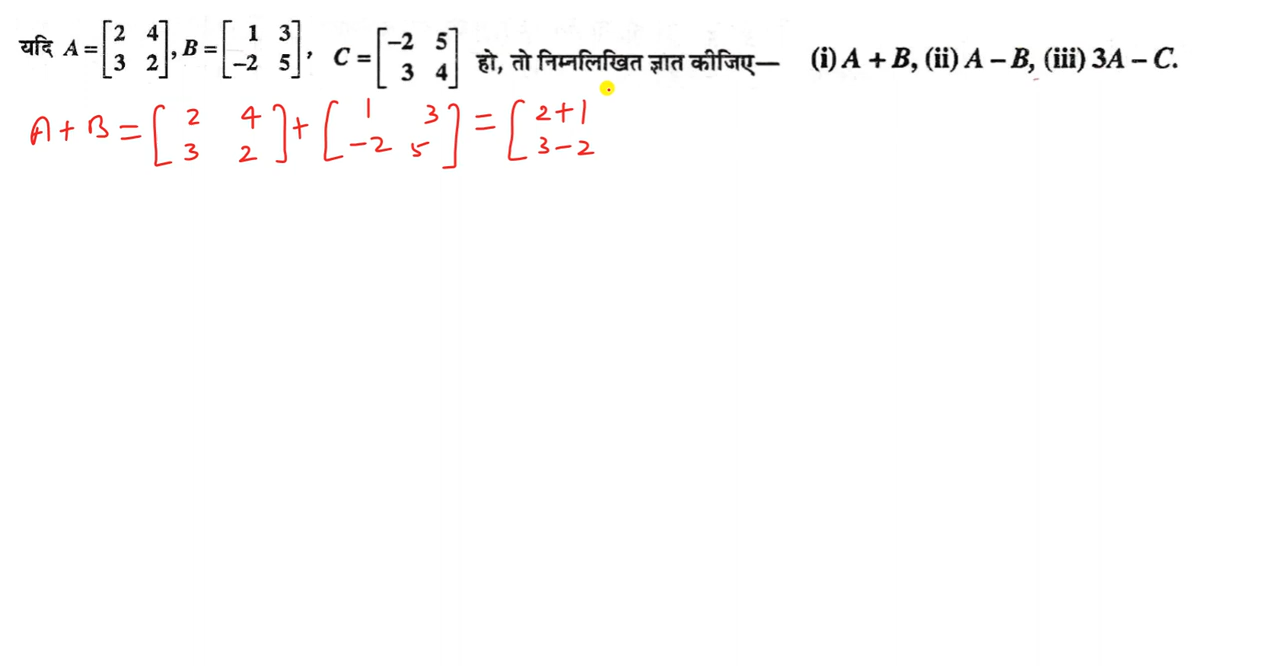 यदि A = [2 4; 3 2], B = [1 3; -2 5], C = [-2 5; 3 4] हो, तो निम्नलिखित ज्ञात कीजिए— (i) A + B, (ii) A – B, (iii) 3A – C.
A + B = [2 4; 3 2] + [1 3; -2 5] = [2+1; 3-2